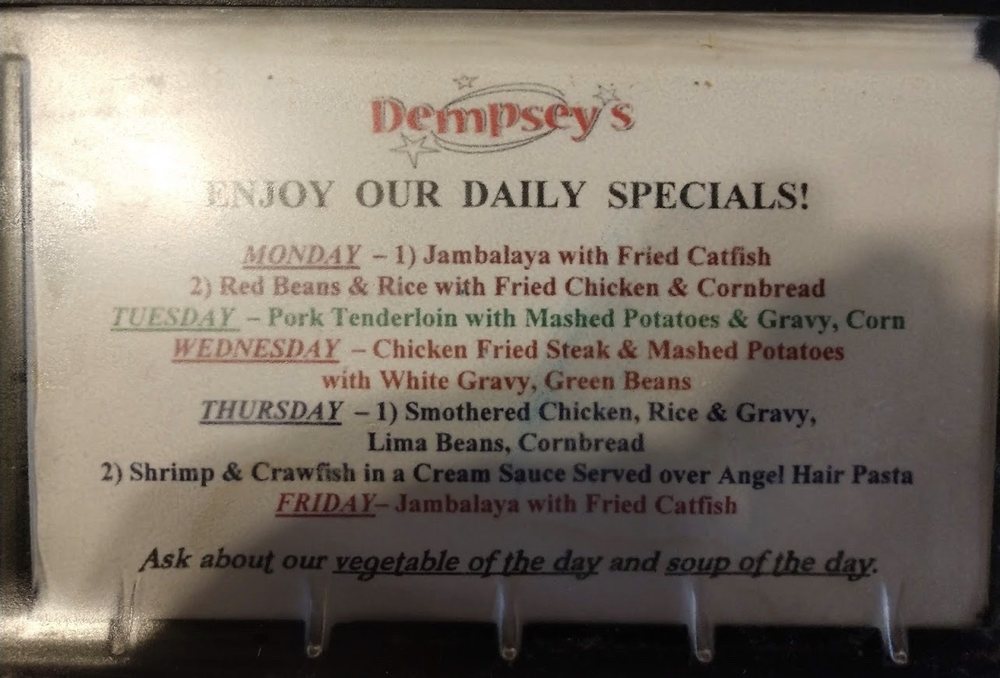 Dempsey's
ENJOY OUR DAILY SPECIALS!
MONDAY – 1) Jambalaya with Fried Catfish
2) Red Beans & Rice with Fried Chicken & Cornbread
TUESDAY – Pork Tenderloin with Mashed Potatoes & Gravy, Corn
WEDNESDAY – Chicken Fried Steak & Mashed Potatoes
with White Gravy, Green Beans
THURSDAY – 1) Smothered Chicken, Rice & Gravy,
Lima Beans, Cornbread
2) Shrimp & Crawfish in a Cream Sauce Served over Angel Hair Pasta
FRIDAY– Jambalaya with Fried Catfish
Ask about our vegetable of the day and soup of the day.